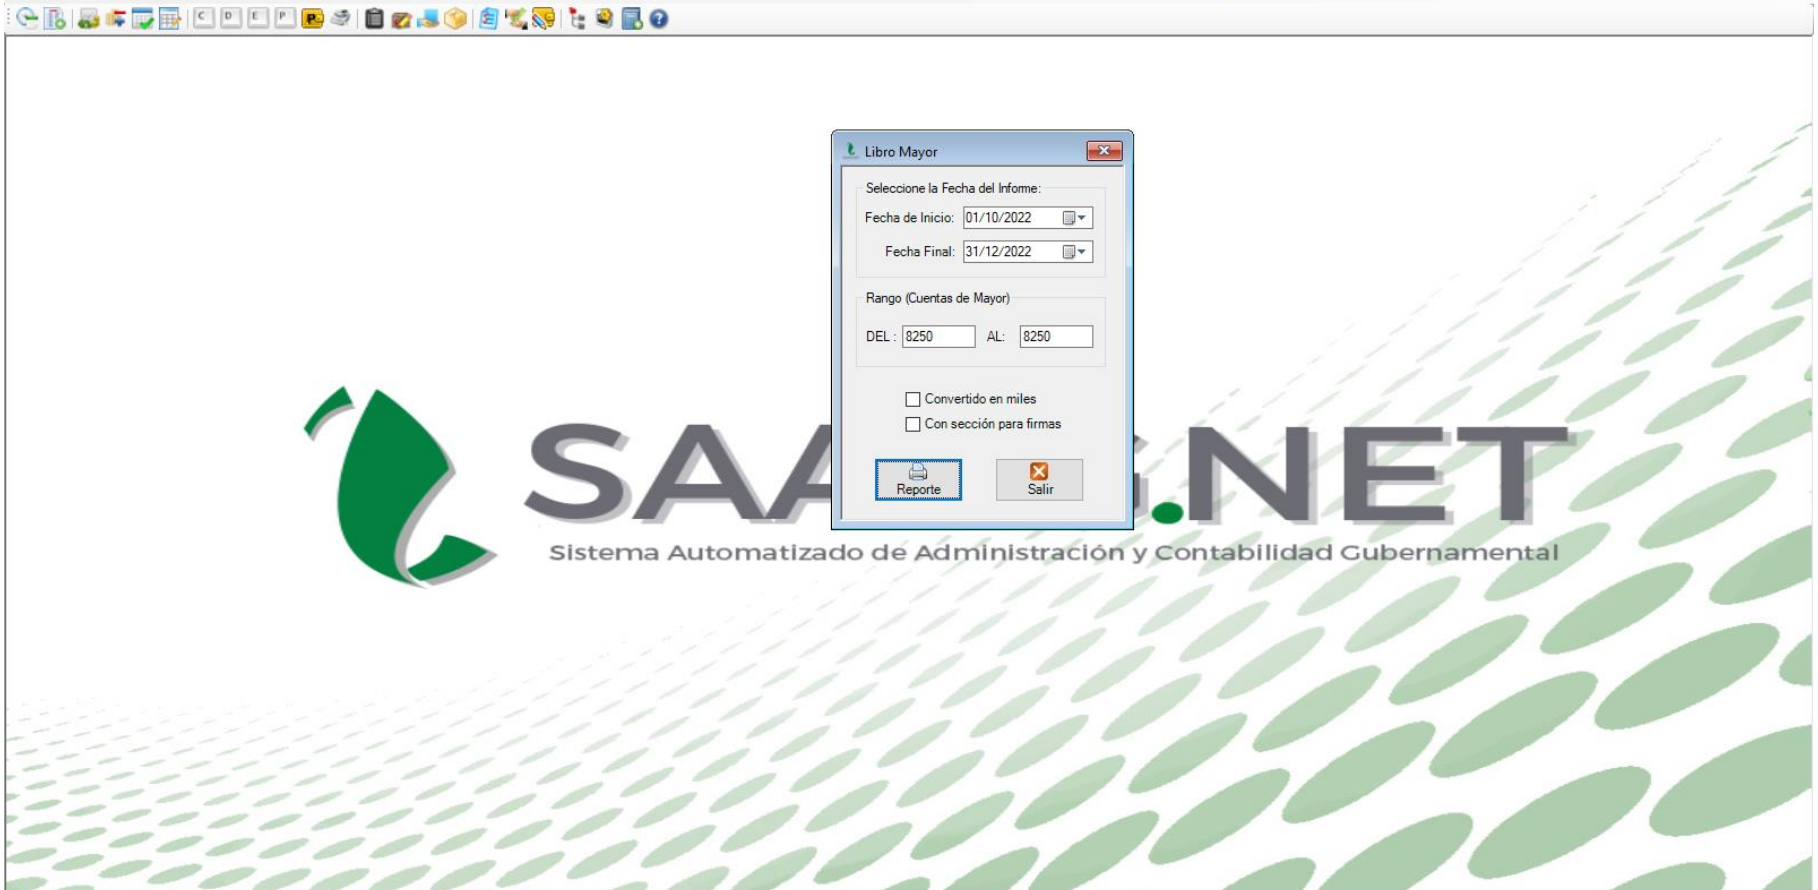 C D E P P
Libro Mayor
Seleccione la Fecha del Informe:
Fecha de Inicio: 01/10/2022
Fecha Final: 31/12/2022
Rango (Cuentas de Mayor)
DEL : 8250 AL: 8250
Convertido en miles
Con sección para firmas
Reporte Salir
.NET
Sistema Automatizado de Administración y Contabilidad Gubernamental